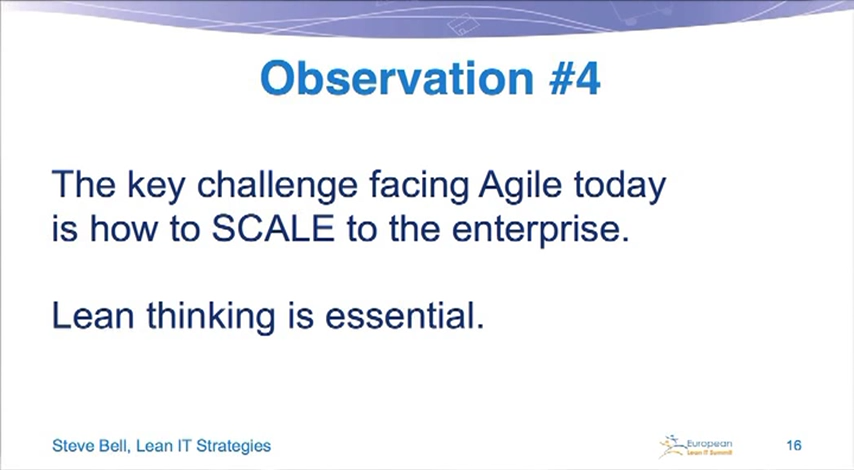 Observation #4
The key challenge facing Agile today
is how to SCALE to the enterprise.
Lean thinking is essential.
Steve Bell, Lean IT Strategies
European
Lean IT Summit
16